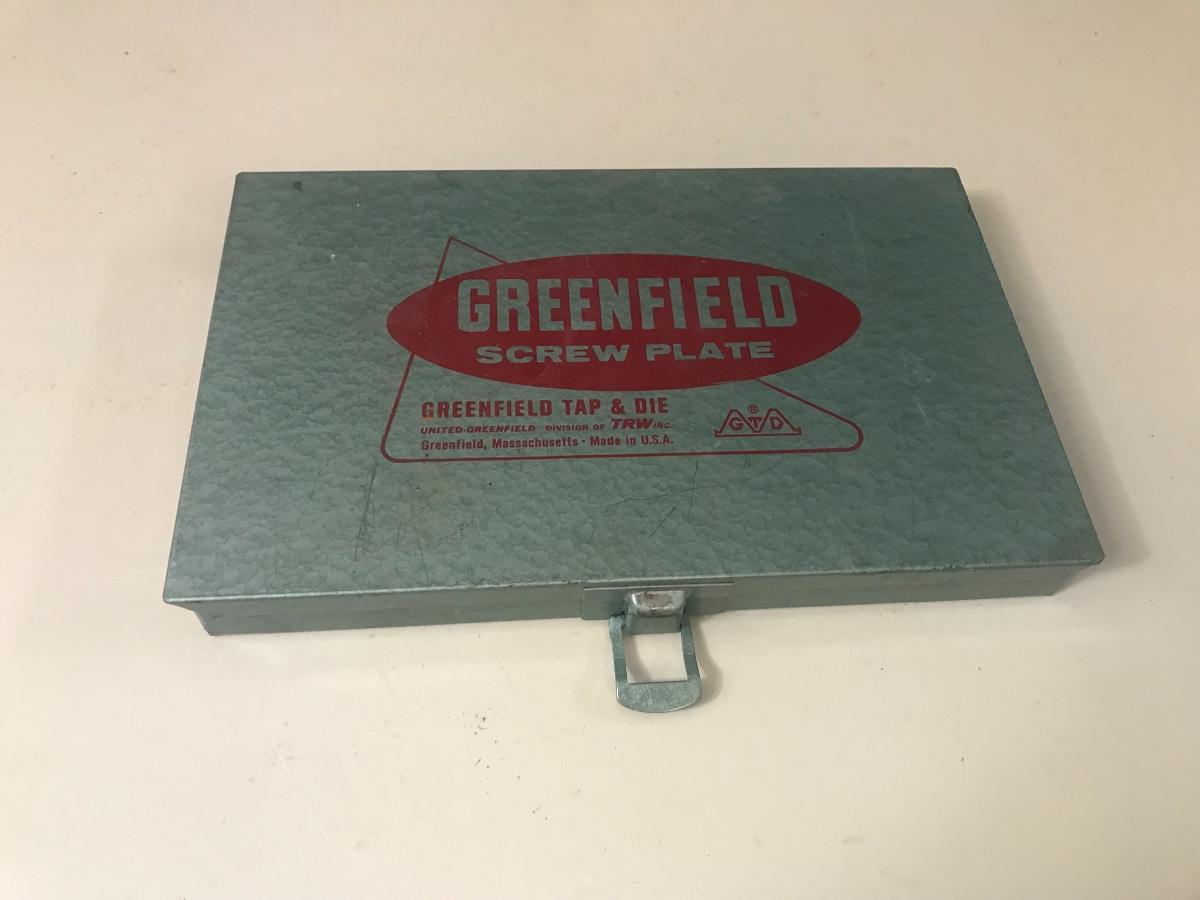 GREENFIELD
SCREW PLATE
GREENFIELD TAP & DIE
UNITED-GREENFIELD DIVISION OF TRW INC.
Greenfield, Massachusetts · Made in U.S.A.
GTD®